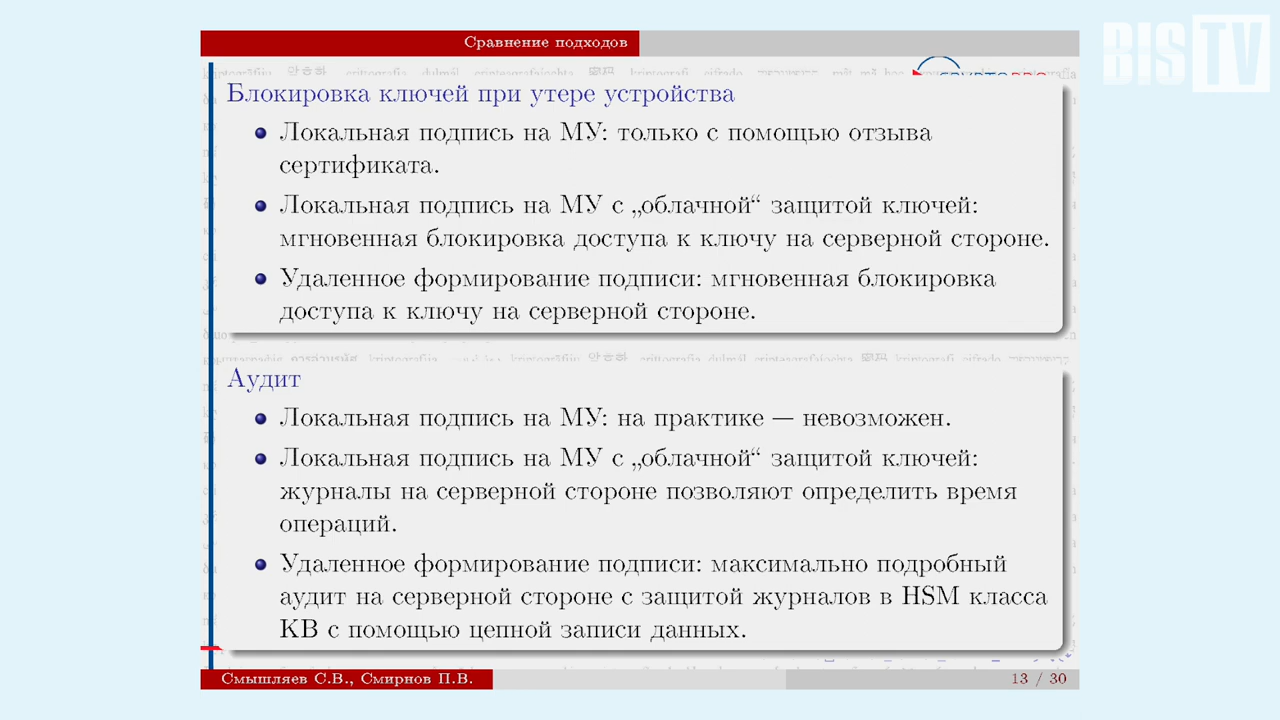 BIS TV
Сравнение подходов
Блокировка ключей при утере устройства
Локальная подпись на МУ: только с помощью отзыва
сертификата.
Локальная подпись на МУ с „облачной“ защитой ключей:
мгновенная блокировка доступа к ключу на серверной стороне.
Удаленное формирование подписи: мгновенная блокировка
доступа к ключу на серверной стороне.
Аудит
Локальная подпись на МУ: на практике — невозможен.
Локальная подпись на МУ с „облачной“ защитой ключей:
журналы на серверной стороне позволяют определить время
операций.
Удаленное формирование подписи: максимально подробный
аудит на серверной стороне с защитой журналов в HSM класса
КВ с помощью цепной записи данных.
Смышляев С.В., Смирнов П.В.
13 / 30